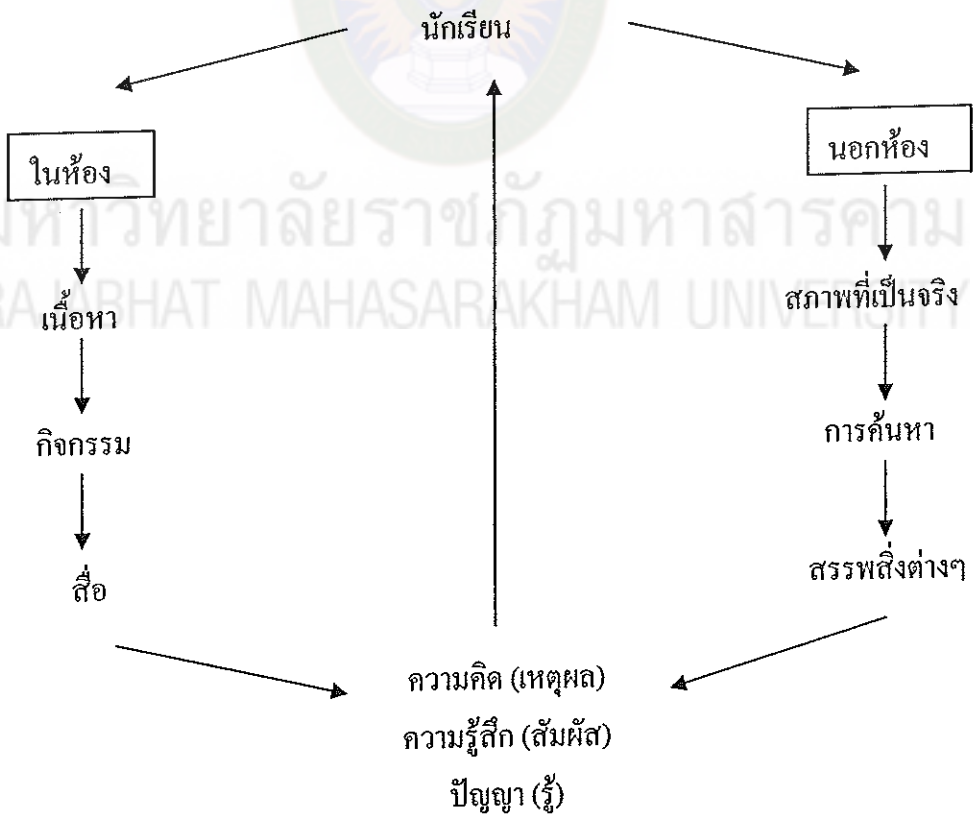 นักเรียน
ในห้อง
นอกห้อง
มหาวิทยาลัยราชภัฏมหาสารคาม
RAJABHAT MAHASARAKHAM UNIVERSITY
เนื้อหา
สภาพที่เป็นจริง
กิจกรรม
การค้นหา
สื่อ
สรรพสิ่งต่างๆ
ความคิด (เหตุผล)
ความรู้สึก (สัมผัส)
ปัญญา (รู้)